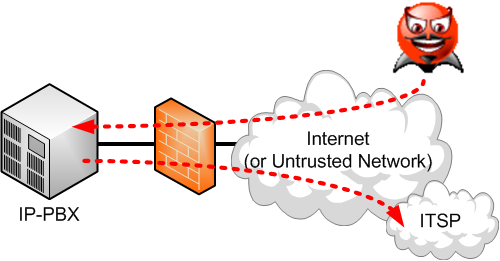 Internet
(or Untrusted Network)
IP-PBX
ITSP